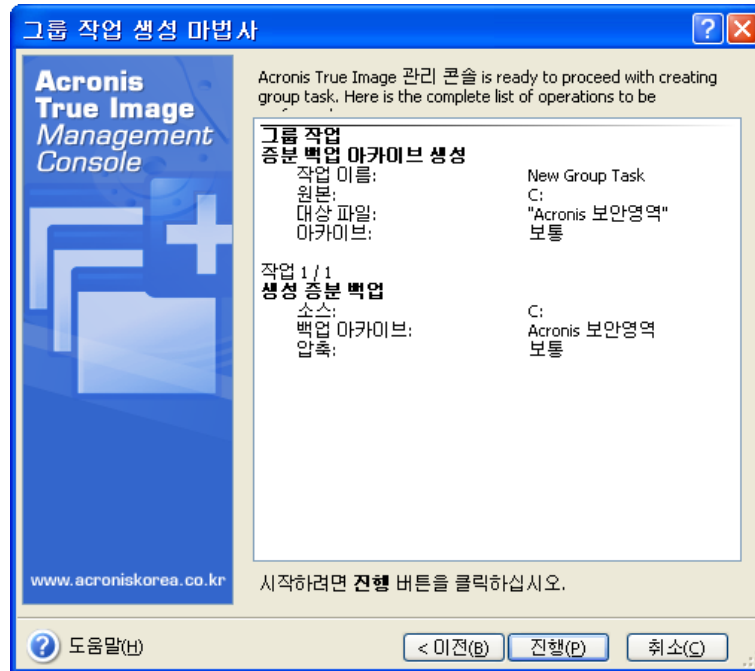 그룹 작업 생성 마법사
Acronis
True Image
Management
Console
Acronis True Image 관리 콘솔 is ready to proceed with creating
group task. Here is the complete list of operations to be
그룹 작업
증분 백업 아카이브 생성
작업 이름: New Group Task
원본: C:
대상 파일: "Acronis 보안영역"
아카이브: 보통
작업 1 / 1
생성 증분 백업
소스: C:
백업 아카이브: Acronis 보안영역
압축: 보통
www.acroniskorea.co.kr
시작하려면 진행 버튼을 클릭하십시오.
도움말(H)
< 이전(B) 진행(P) 취소(C)